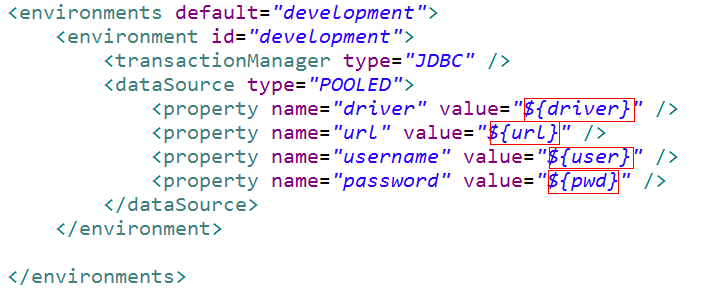 <environments default="development">
<environment id="development">
<transactionManager type="JDBC" />
<dataSource type="POOLED">
<property name="driver" value="${driver}" />
<property name="url" value="${url}" />
<property name="username" value="${user}" />
<property name="password" value="${pwd}" />
</dataSource>
</environment>
</environments>